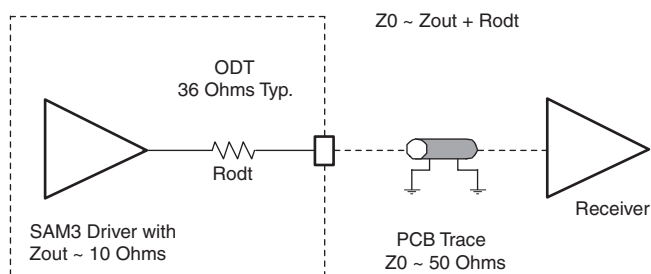 Z0 ~ Zout + Rodt
ODT
36 Ohms Typ.
Rodt
Receiver
SAM3 Driver with
Zout ~ 10 Ohms
PCB Trace
Z0 ~ 50 Ohms